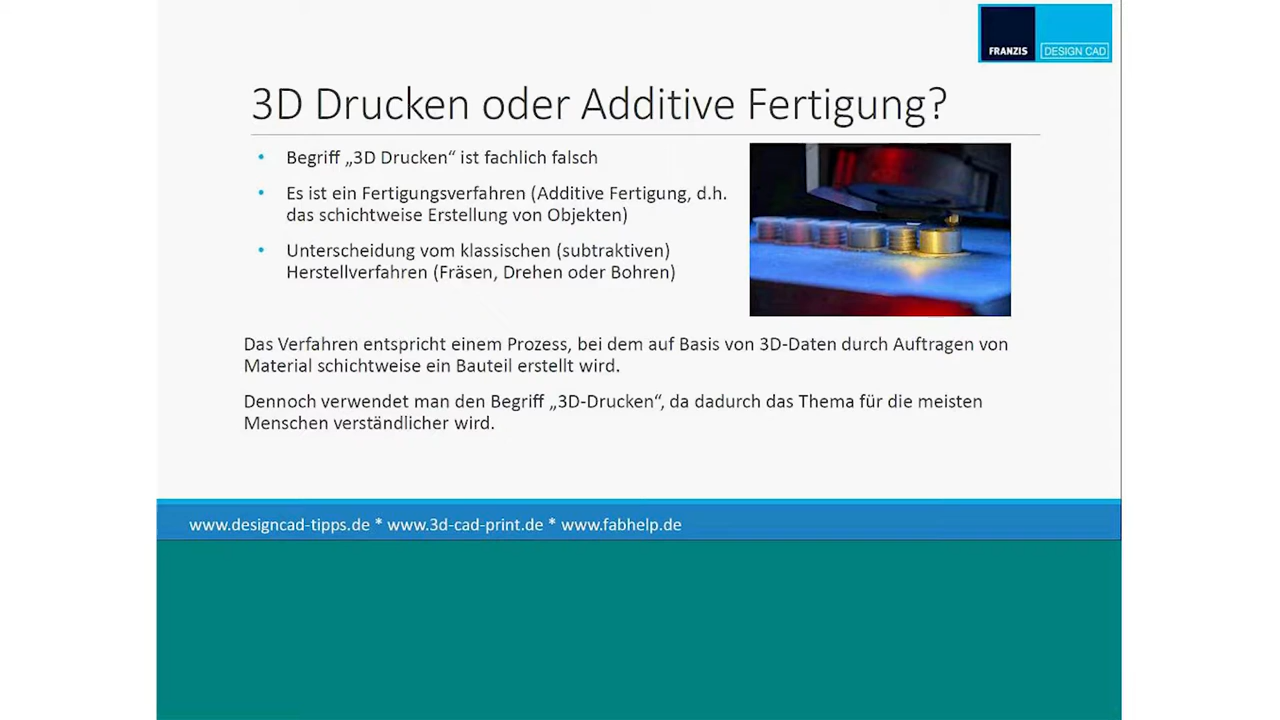 FRANZIS
DESIGN CAD
3D Drucken oder Additive Fertigung?
• Begriff „3D Drucken“ ist fachlich falsch
• Es ist ein Fertigungsverfahren (Additive Fertigung, d.h.
das schichtweise Erstellung von Objekten)
• Unterscheidung vom klassischen (subtraktiven)
Herstellverfahren (Fräsen, Drehen oder Bohren)
Das Verfahren entspricht einem Prozess, bei dem auf Basis von 3D-Daten durch Auftragen von
Material schichtweise ein Bauteil erstellt wird.
Dennoch verwendet man den Begriff „3D-Drucken“, da dadurch das Thema für die meisten
Menschen verständlicher wird.
www.designcad-tipps.de * www.3d-cad-print.de * www.fabhelp.de